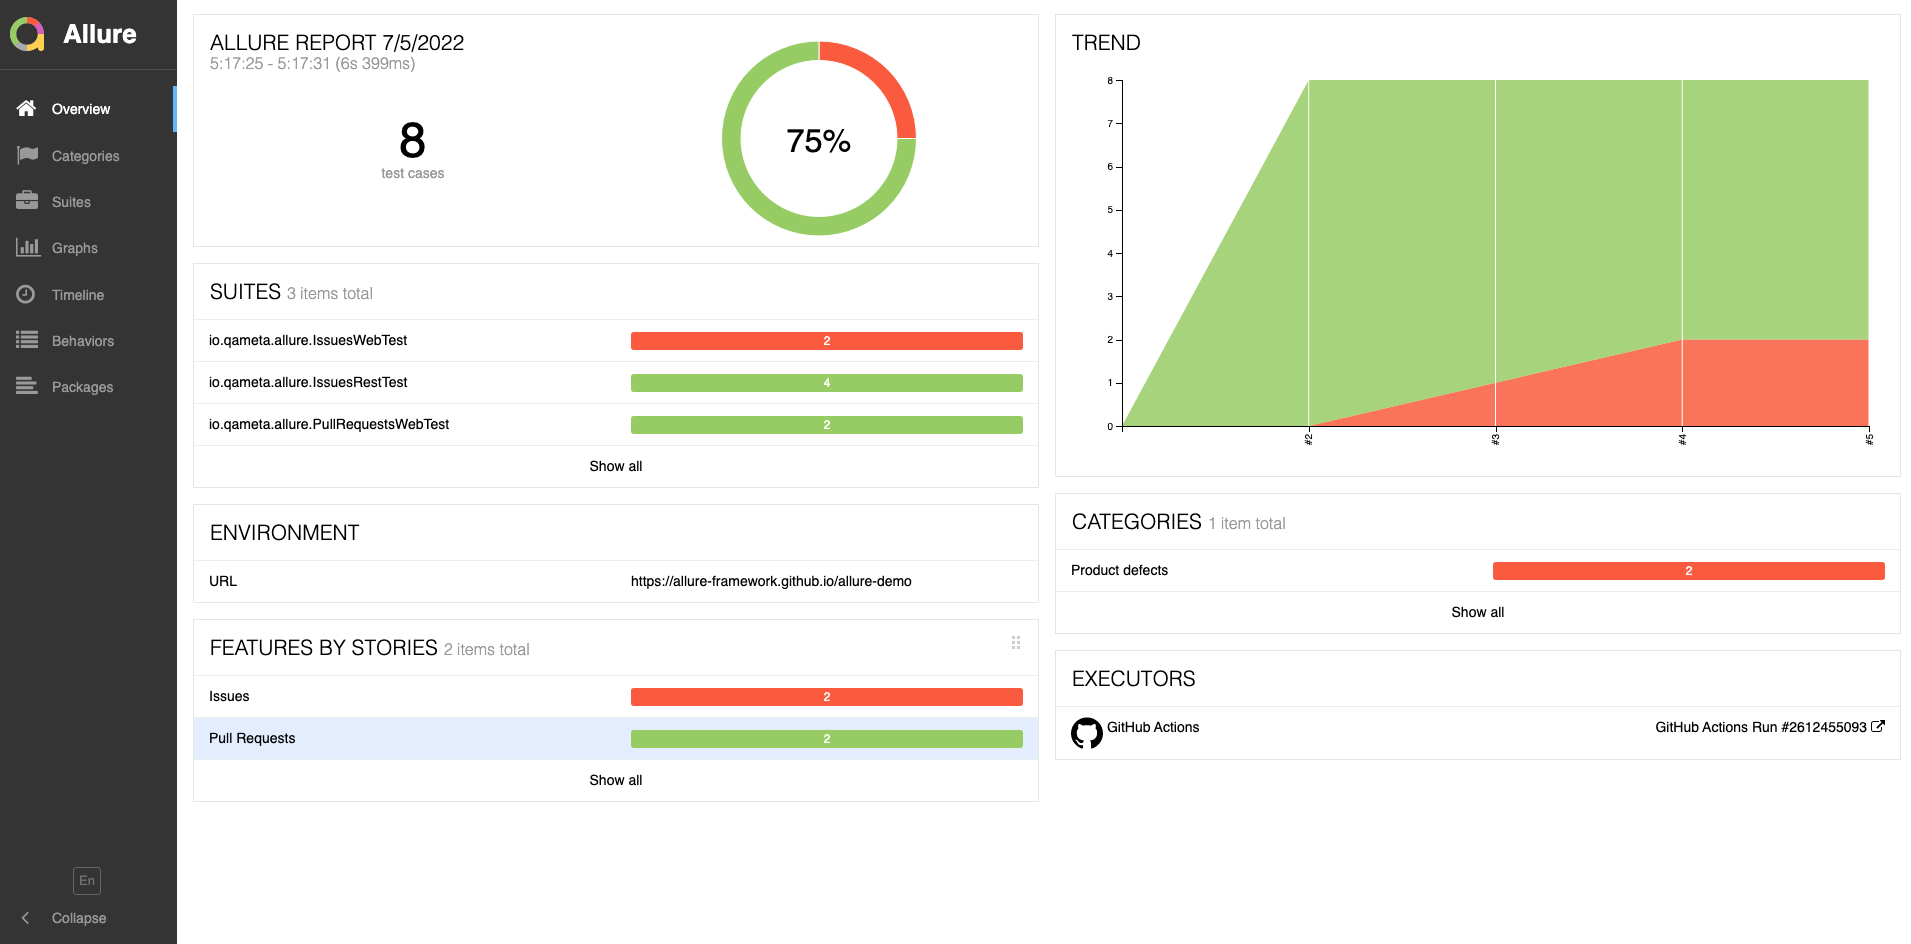 Allure
Overview
Categories
Suites
Graphs
Timeline
Behaviors
Packages
En
Collapse
ALLURE REPORT 7/5/2022
5:17:25 - 5:17:31 (6s 399ms)
8
test cases
75%
SUITES 3 items total
io.qameta.allure.IssuesWebTest 2
io.qameta.allure.IssuesRestTest 4
io.qameta.allure.PullRequestsWebTest 2
Show all
ENVIRONMENT
URL https://allure-framework.github.io/allure-demo
FEATURES BY STORIES 2 items total
Issues 2
Pull Requests 2
Show all
TREND
8
7
6
5
4
3
2
1
0
#2 #3 #4 #5
CATEGORIES 1 item total
Product defects 2
Show all
EXECUTORS
GitHub Actions GitHub Actions Run #2612455093